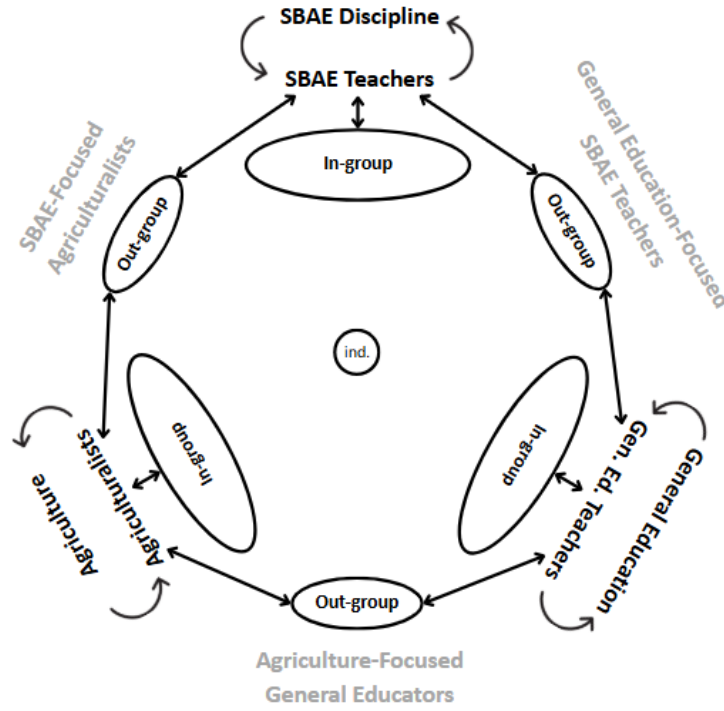 SBAE Discipline
SBAE Teachers
In-group
SBAE-Focused
Agriculturalists
Out-group
General Education-Focused
SBAE Teachers
Out-group
ind.
In-group
Agriculturalists
Agriculture
In-group
Gen. Ed. Teachers
General Education
Out-group
Agriculture-Focused
General Educators